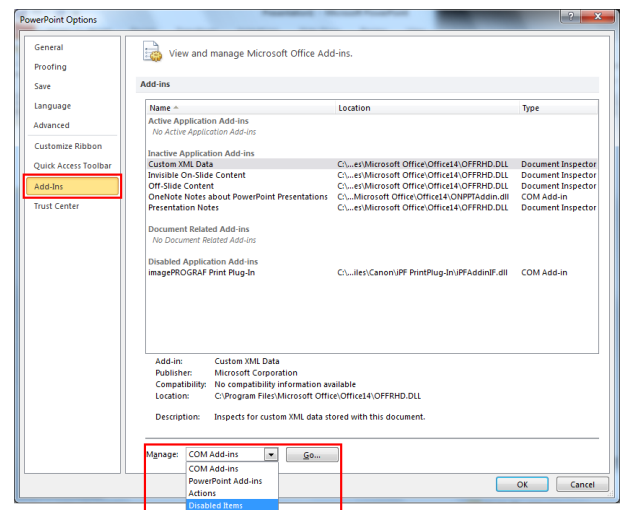 PowerPoint Options
General
Proofing
Save
Language
Advanced
Customize Ribbon
Quick Access Toolbar
Add-Ins
Trust Center
View and manage Microsoft Office Add-ins.
Add-ins
Name Location Type
Active Application Add-ins
No Active Application Add-ins
Inactive Application Add-ins
Custom XML Data C:\...es\Microsoft Office\Office14\OFFRHD.DLL Document Inspector
Invisible On-Slide Content C:\...es\Microsoft Office\Office14\OFFRHD.DLL Document Inspector
Off-Slide Content C:\...es\Microsoft Office\Office14\OFFRHD.DLL Document Inspector
OneNote Notes about PowerPoint Presentations C:\...Microsoft Office\Office14\ONPPTAddin.dll COM Add-in
Presentation Notes C:\...es\Microsoft Office\Office14\OFFRHD.DLL Document Inspector
Document Related Add-ins
No Document Related Add-ins
Disabled Application Add-ins
imagePROGRAF Print Plug-In C:\...iles\Canon\iPF PrintPlug-In\iPFAddinIF.dll COM Add-in
Add-in: Custom XML Data
Publisher: Microsoft Corporation
Compatibility: No compatibility information available
Location: C:\Program Files\Microsoft Office\Office14\OFFRHD.DLL
Description: Inspects for custom XML data stored with this document.
Manage: COM Add-ins Go...
COM Add-ins
PowerPoint Add-ins
Actions
Disabled Items
OK Cancel